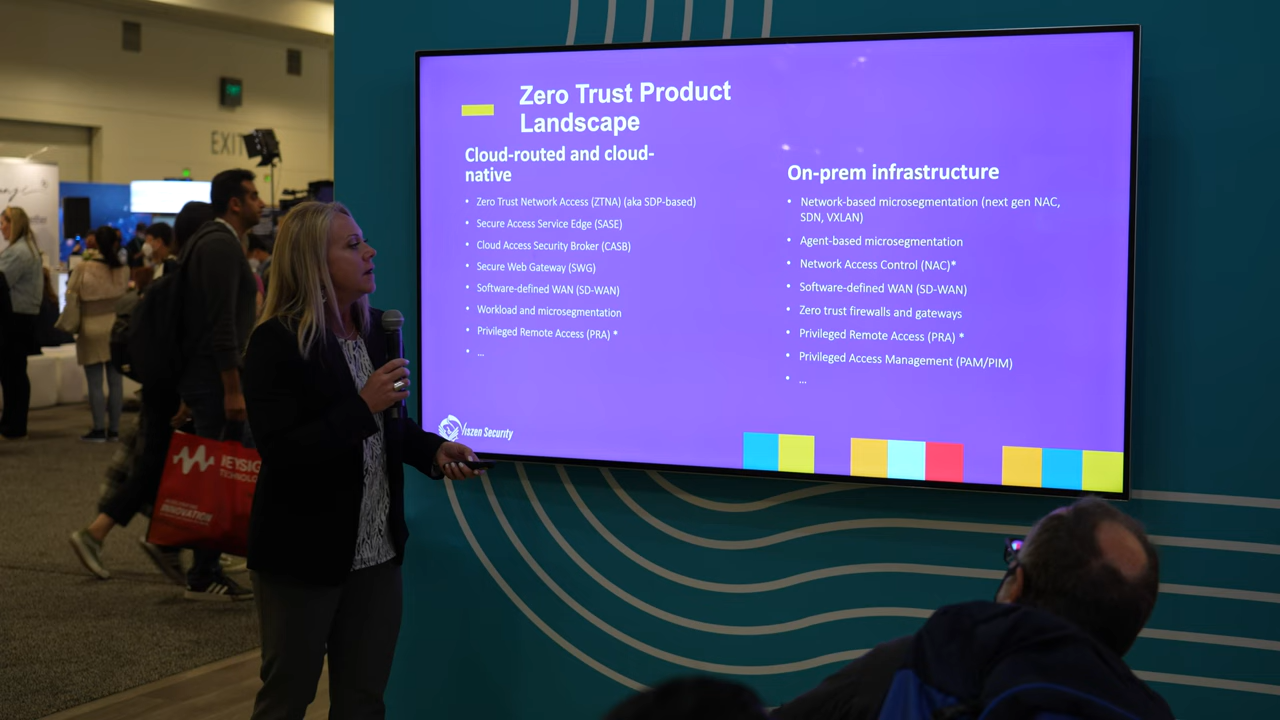 EXIT
Zero Trust Product
Landscape
Cloud-routed and cloud-
native
• Zero Trust Network Access (ZTNA) (aka SDP-based)
• Secure Access Service Edge (SASE)
• Cloud Access Security Broker (CASB)
• Secure Web Gateway (SWG)
• Software-defined WAN (SD-WAN)
• Workload and microsegmentation
• Privileged Remote Access (PRA) *
• ...
On-prem infrastructure
• Network-based microsegmentation (next gen NAC,
SDN, VXLAN)
• Agent-based microsegmentation
• Network Access Control (NAC)*
• Software-defined WAN (SD-WAN)
• Zero trust firewalls and gateways
• Privileged Remote Access (PRA) *
• Privileged Access Management (PAM/PIM)
• ...
Viszen Security
KEYSIG
TECHNOLO
INNOVATION